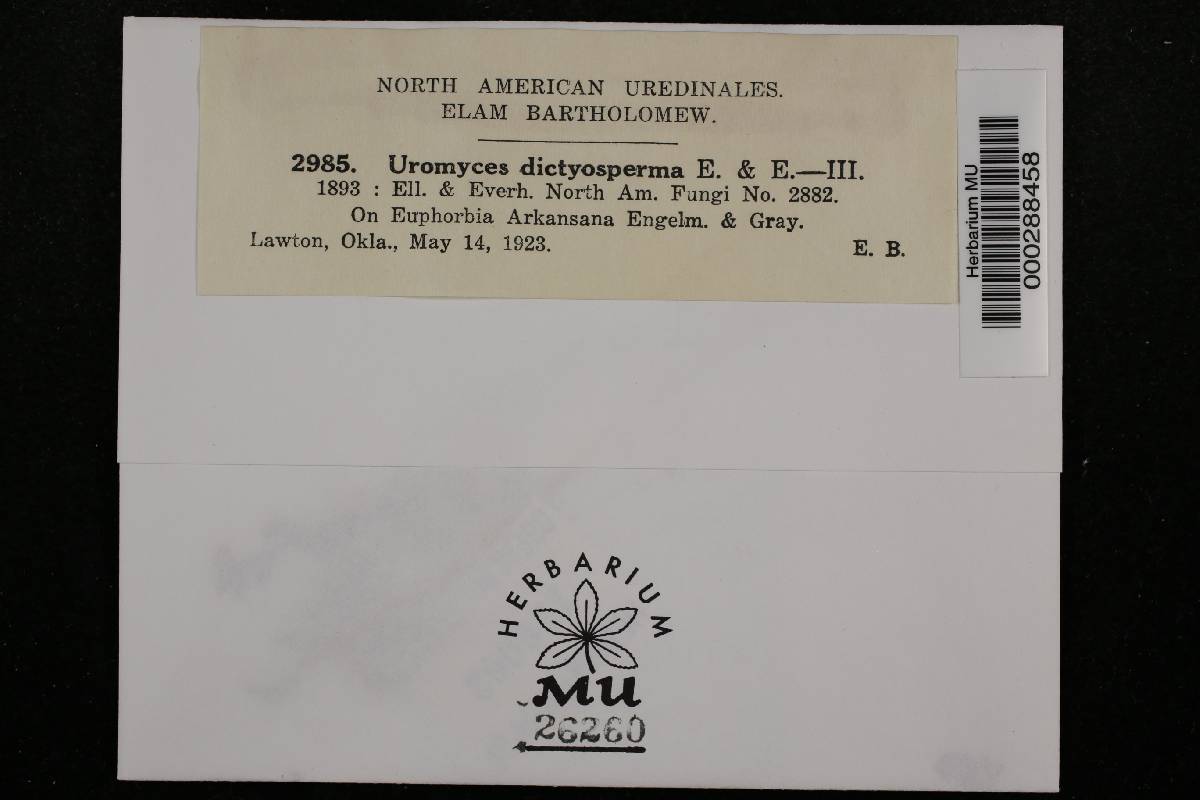 NORTH AMERICAN UREDINALES.
ELAM BARTHOLOMEW.
2985. Uromyces dictyosperma E. & E.—III.
1893 : Ell. & Everh. North Am. Fungi No. 2882.
On Euphorbia Arkansana Engelm. & Gray.
Lawton, Okla., May 14, 1923. E. B.
Herbarium MU
000288458
HERBARIUM
MU
26260